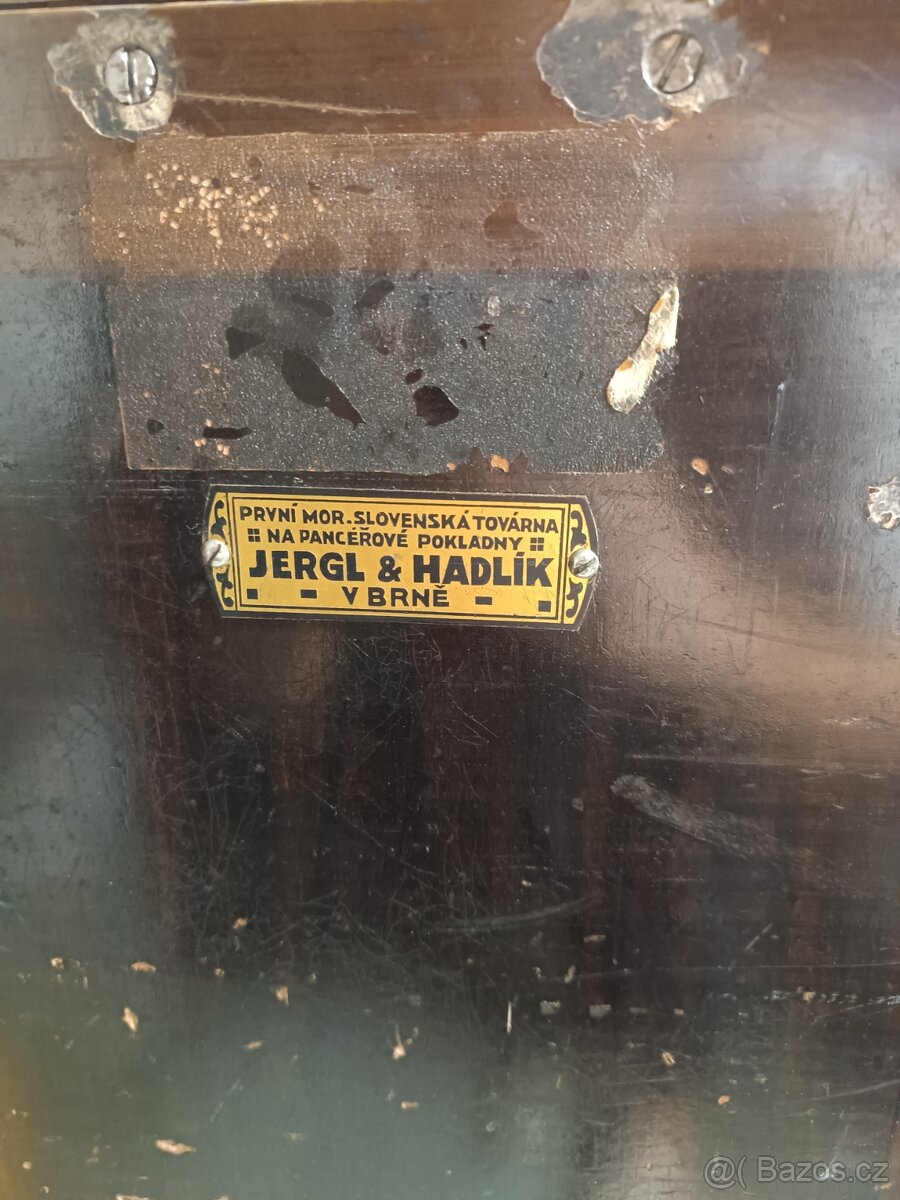 PRVNÍ MOR. SLOVENSKÁ TOVÁRNA
NA PANCÉŘOVÉ POKLADNY
JERGL & HADLÍK
V BRNĚ
@( Bazos.cz